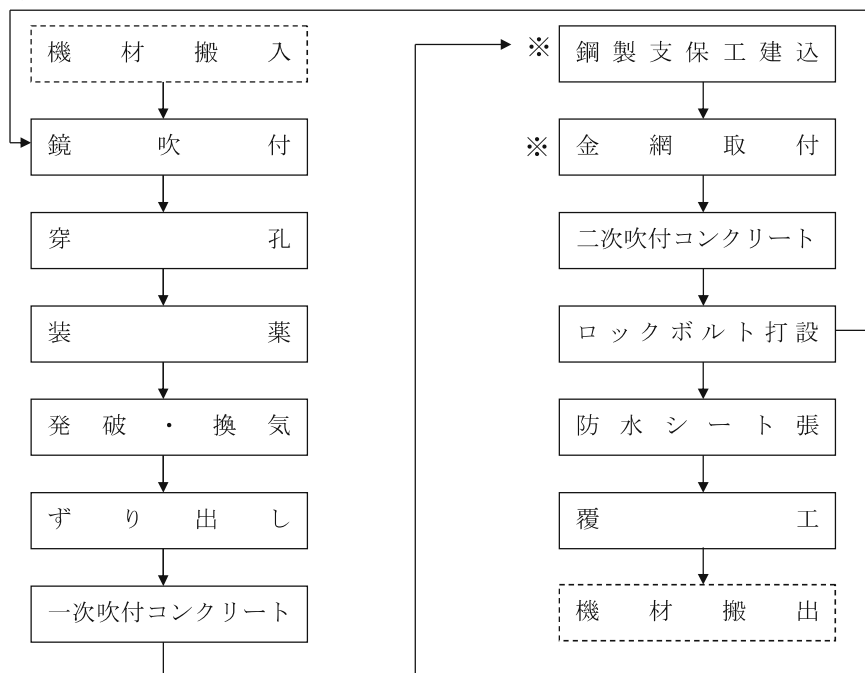 機材搬入
鏡吹付
穿孔
装薬
発破・換気
ずり出し
一次吹付コンクリート
※ 鋼製支保工建込
※ 金網取付
二次吹付コンクリート
ロックボルト打設
防水シート張
覆工
機材搬出